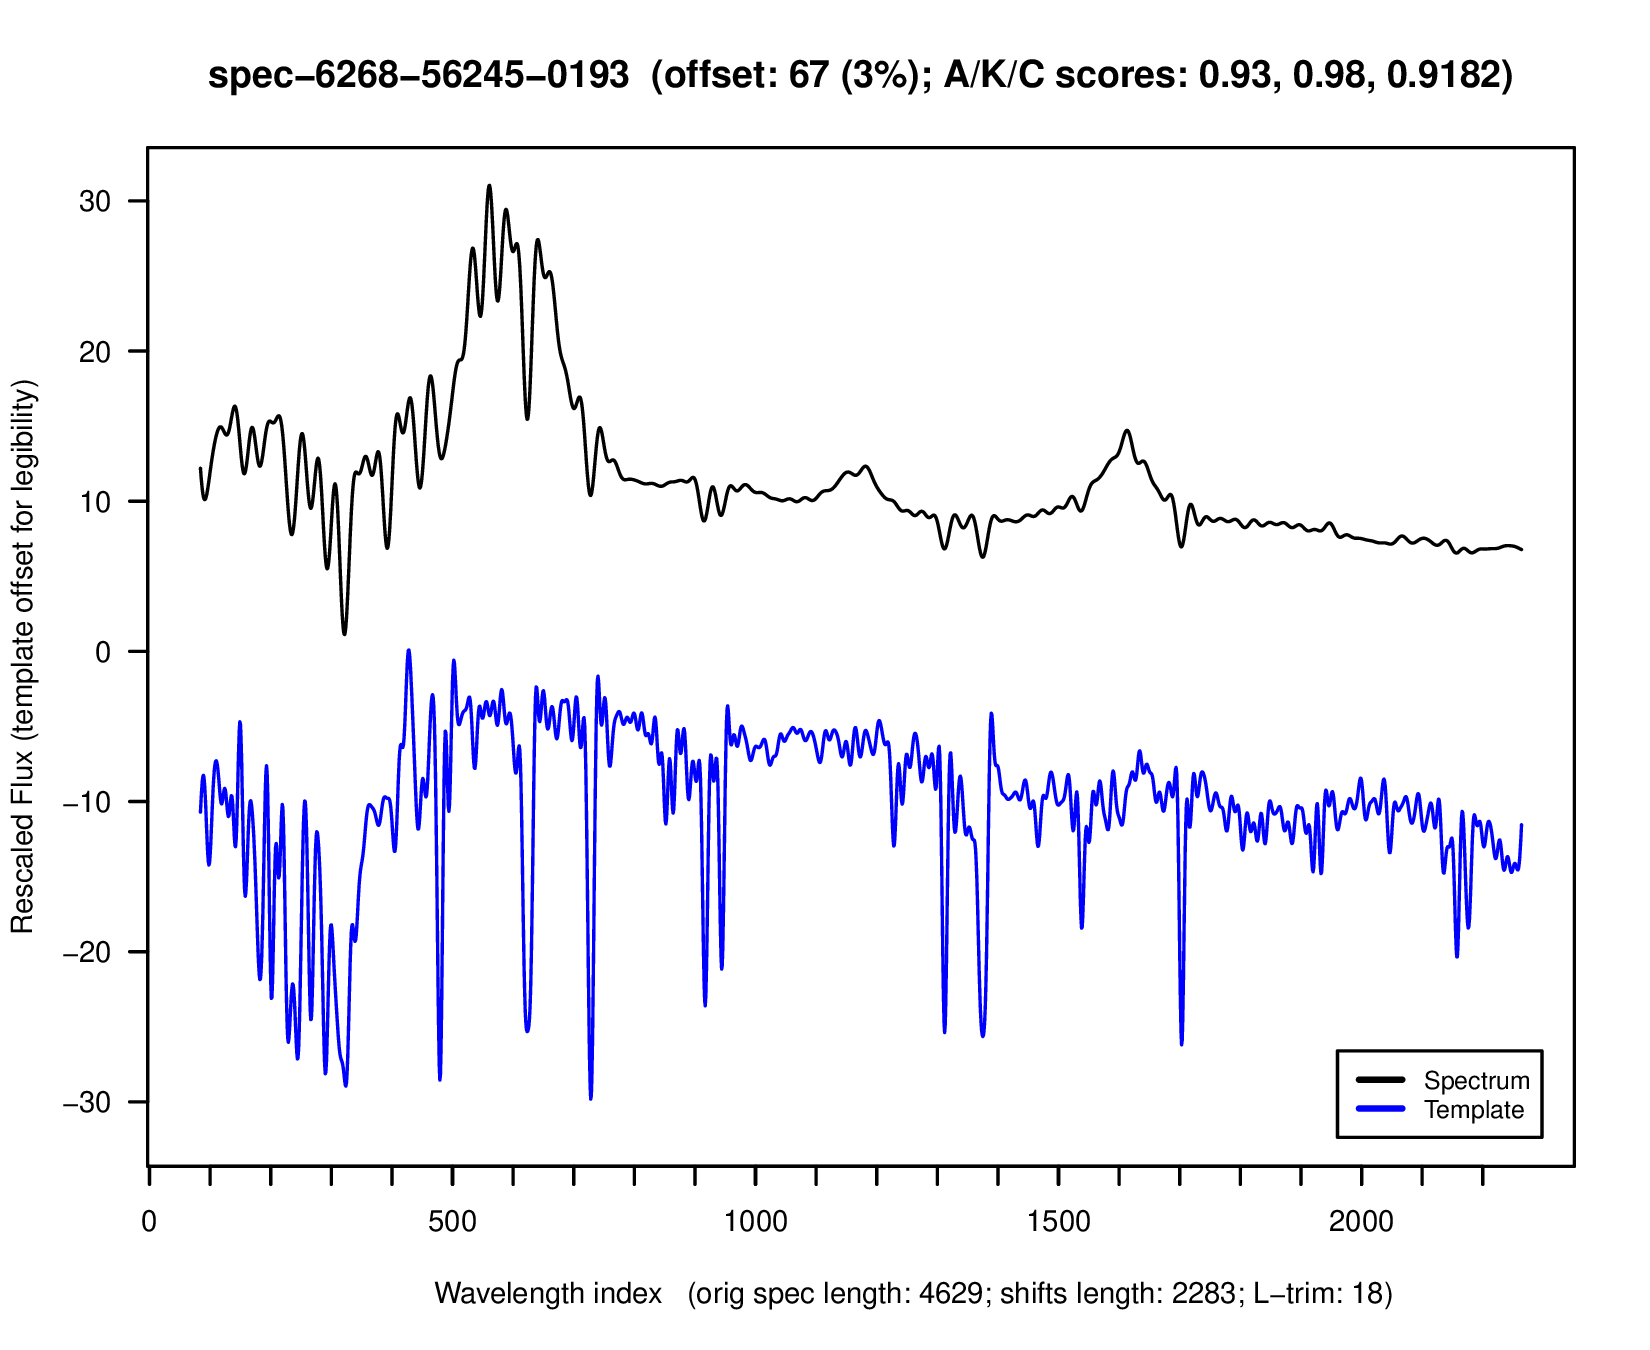 spec−6268−56245−0193 (offset: 67 (3%); A/K/C scores: 0.93, 0.98, 0.9182)
Rescaled Flux (template offset for legibility)
30
20
10
0
−10
−20
−30
Spectrum
Template
0 500 1000 1500 2000
Wavelength index (orig spec length: 4629; shifts length: 2283; L−trim: 18)